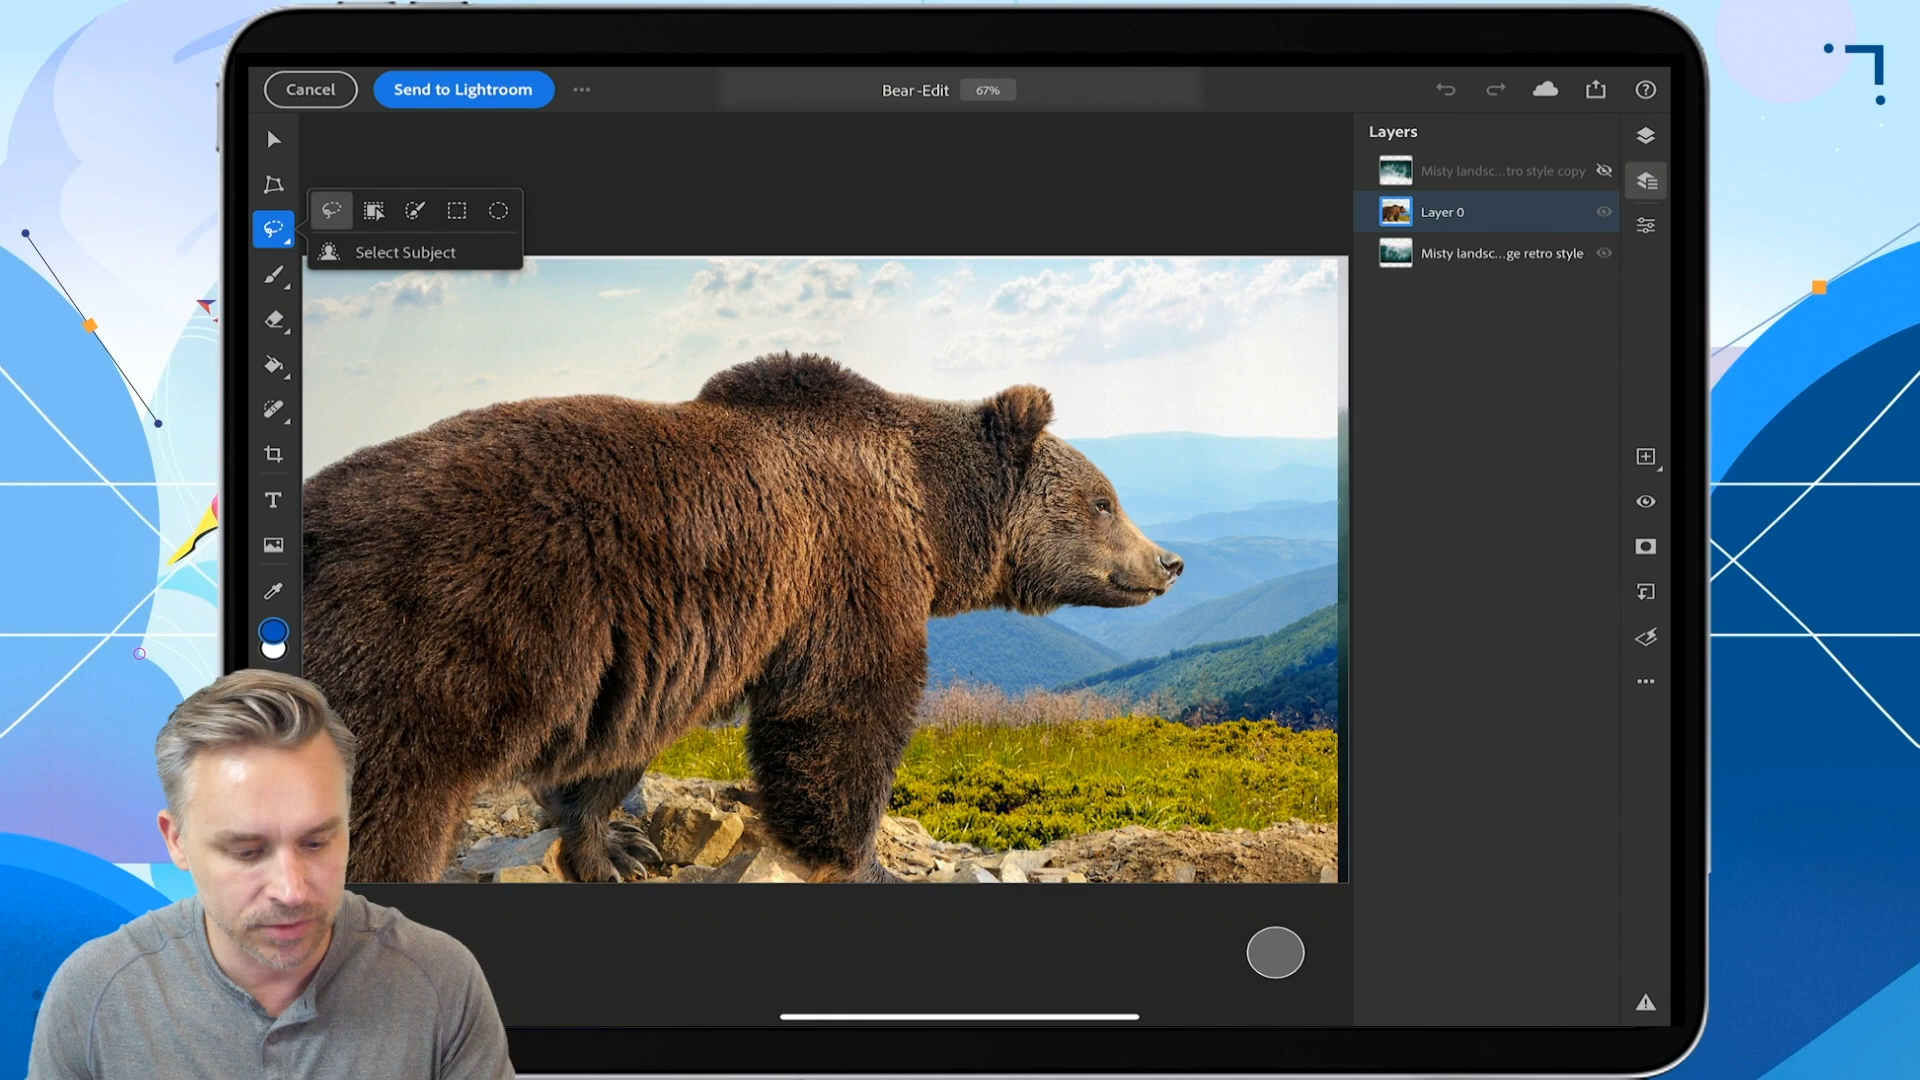 Cancel
Send to Lightroom
Bear-Edit
67%
Layers
Misty landsc...tro style copy
Layer 0
Misty landsc...ge retro style
Select Subject
T